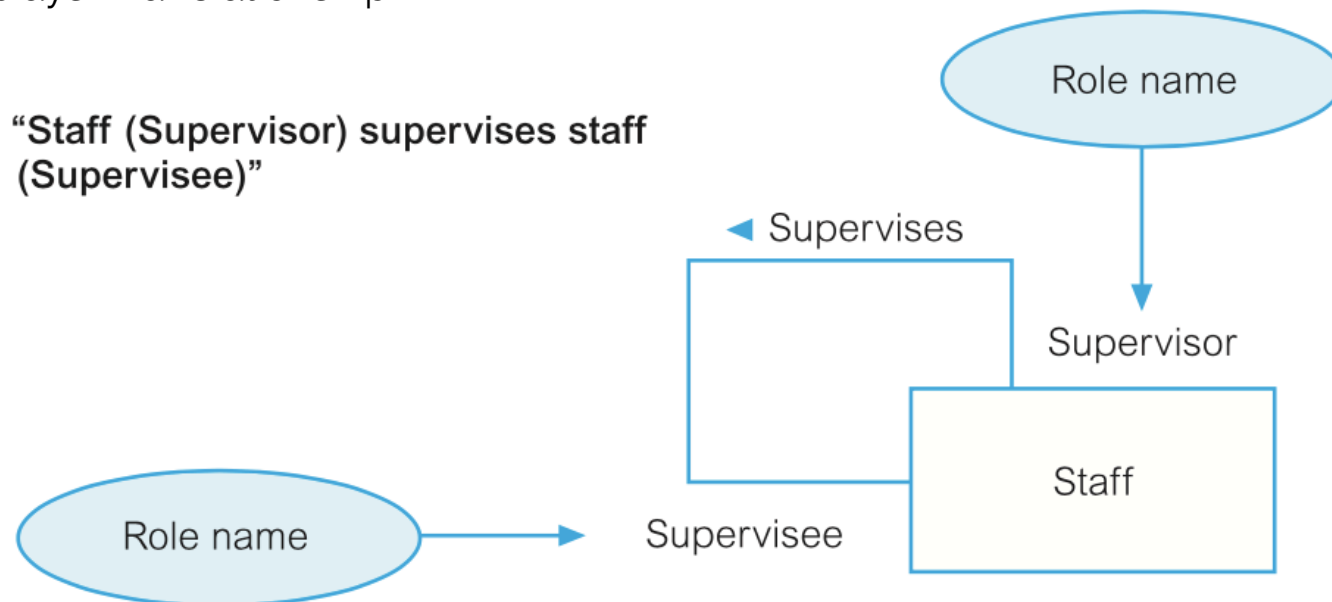 “Staff (Supervisor) supervises staff
(Supervisee)”
Role name
◄ Supervises
Supervisor
Staff
Role name
Supervisee